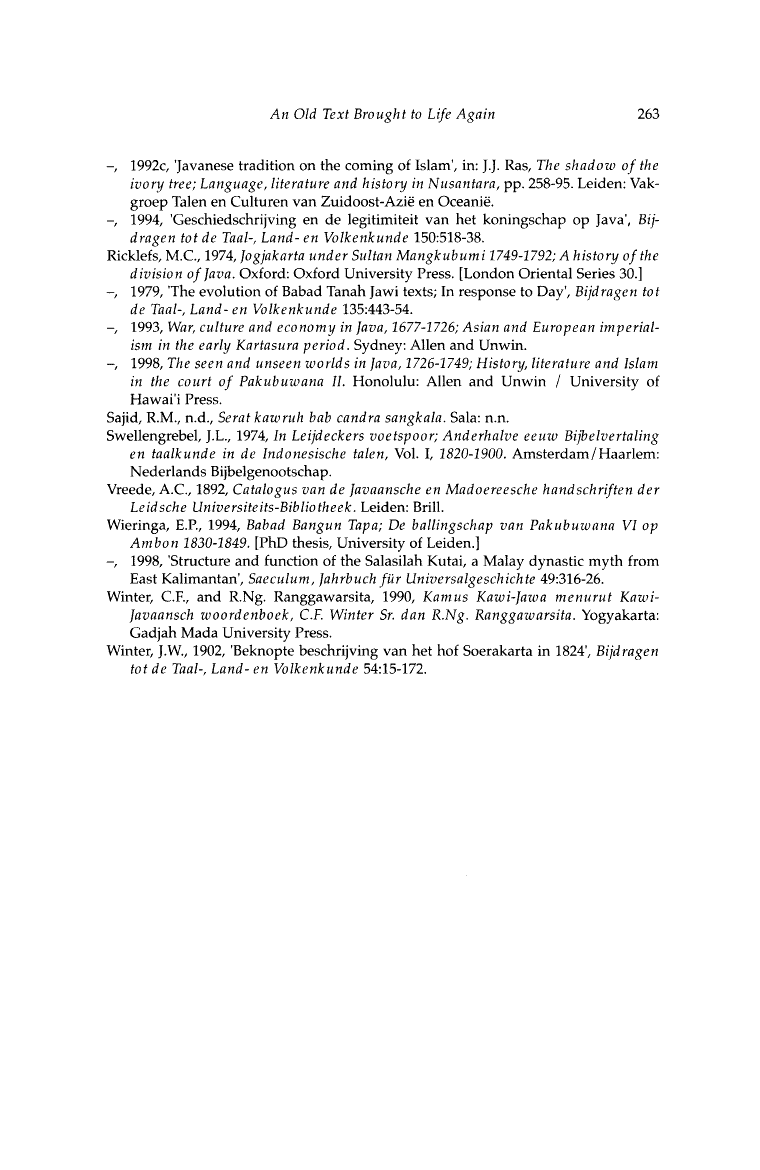 An Old Text Brought to Life Again 263
–, 1992c, 'Javanese tradition on the coming of Islam', in: J.J. Ras, The shadow of the
ivory tree; Language, literature and history in Nusantara, pp. 258-95. Leiden: Vak-
groep Talen en Culturen van Zuidoost-Azië en Oceanië.
–, 1994, 'Geschiedschrijving en de legitimiteit van het koningschap op Java', Bij-
dragen tot de Taal-, Land- en Volkenkunde 150:518-38.
Ricklefs, M.C., 1974, Jogjakarta under Sultan Mangkubumi 1749-1792; A history of the
division of Java. Oxford: Oxford University Press. [London Oriental Series 30.]
–, 1979, 'The evolution of Babad Tanah Jawi texts; In response to Day', Bijdragen tot
de Taal-, Land- en Volkenkunde 135:443-54.
–, 1993, War, culture and economy in Java, 1677-1726; Asian and European imperial-
ism in the early Kartasura period. Sydney: Allen and Unwin.
–, 1998, The seen and unseen worlds in Java, 1726-1749; History, literature and Islam
in the court of Pakubuwana II. Honolulu: Allen and Unwin / University of
Hawai'i Press.
Sajid, R.M., n.d., Serat kawruh bab candra sangkala. Sala: n.n.
Swellengrebel, J.L., 1974, In Leijdeckers voetspoor; Anderhalve eeuw Bijbelvertaling
en taalkunde in de Indonesische talen, Vol. I, 1820-1900. Amsterdam/Haarlem:
Nederlands Bijbelgenootschap.
Vreede, A.C., 1892, Catalogus van de Javaansche en Madoereesche handschriften der
Leidsche Universiteits-Bibliotheek. Leiden: Brill.
Wieringa, E.P., 1994, Babad Bangun Tapa; De ballingschap van Pakubuwana VI op
Ambon 1830-1849. [PhD thesis, University of Leiden.]
–, 1998, 'Structure and function of the Salasilah Kutai, a Malay dynastic myth from
East Kalimantan', Saeculum, Jahrbuch für Universalgeschichte 49:316-26.
Winter, C.F., and R.Ng. Ranggawarsita, 1990, Kamus Kawi-Jawa menurut Kawi-
Javaansch woordenboek, C.F. Winter Sr. dan R.Ng. Ranggawarsita. Yogyakarta:
Gadjah Mada University Press.
Winter, J.W., 1902, 'Beknopte beschrijving van het hof Soerakarta in 1824', Bijdragen
tot de Taal-, Land- en Volkenkunde 54:15-172.